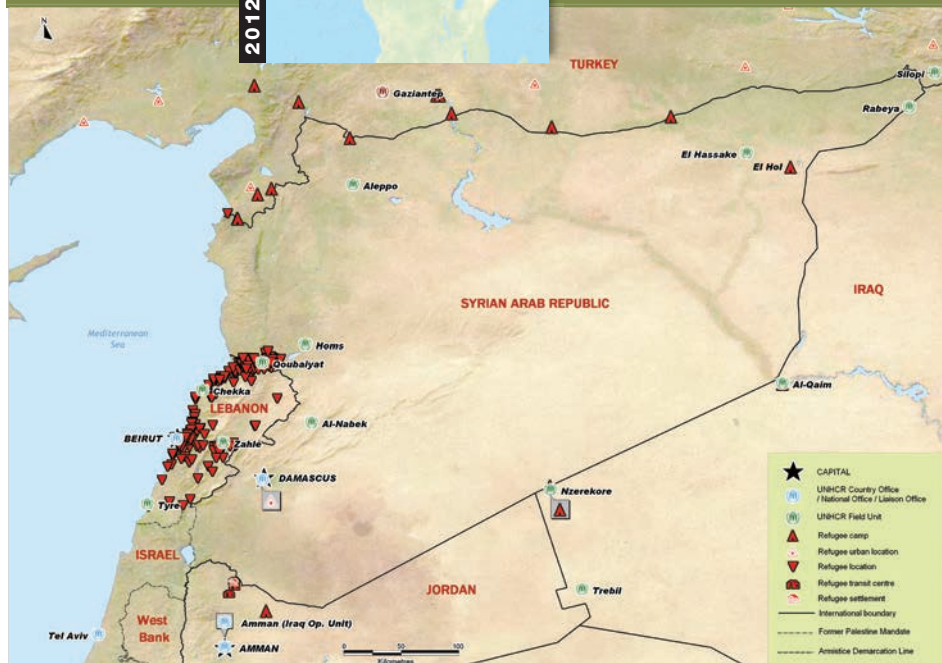 2012
N
TURKEY
Silopi
Gaziantep
Rabeya
El Hassake
El Hol
Aleppo
SYRIAN ARAB REPUBLIC
IRAQ
Mediterranean
Sea
Homs
Qoubaiyat
Chekka
LEBANON
Al-Qaim
Al-Nabek
BEIRUT
Zahlé
DAMASCUS
Nzerekore
Tyre
ISRAEL
JORDAN
Trebil
West
Bank
Amman (Iraq Op. Unit)
Tel Aviv
AMMAN
0 50 100
Kilometres
CAPITAL
UNHCR Country Office
/ National Office / Liaison Office
UNHCR Field Unit
Refugee camp
Refugee urban location
Refugee location
Refugee transit centre
Refugee settlement
International boundary
Former Palestine Mandate
Armistice Demarcation Line